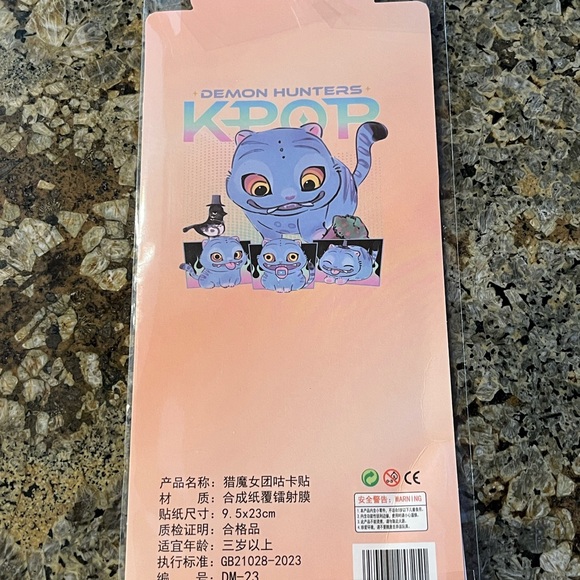 DEMON HUNTERS
KPOP
产品名称：猎魔女团咕卡贴
材　　质：合成纸覆镭射膜
贴纸尺寸：9.5x23cm
质检证明：合格品
适宜年龄：三岁以上
执行标准：GB21028-2023
编　　号：DM-23
CE
安全警告：WARNING